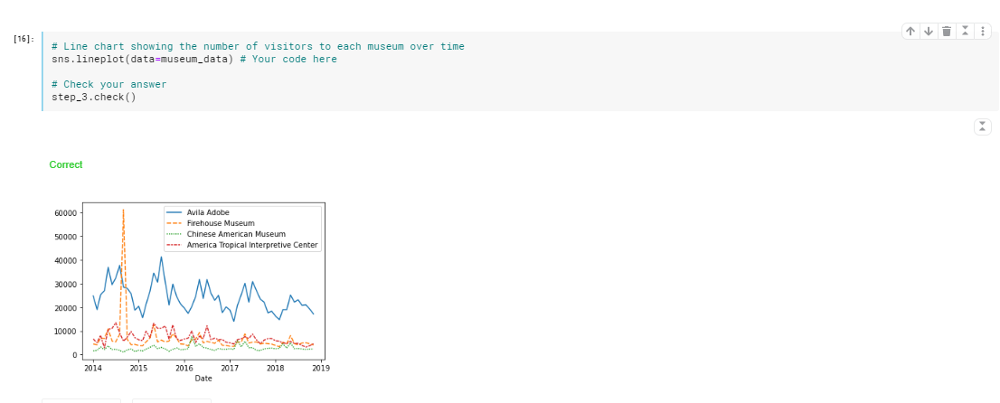 [16]:
# Line chart showing the number of visitors to each museum over time
sns.lineplot(data=museum_data) # Your code here
# Check your answer
step_3.check()
Correct
Avila Adobe
Firehouse Museum
Chinese American Museum
America Tropical Interpretive Center
60000
50000
40000
30000
20000
10000
0
2014 2015 2016 2017 2018 2019
Date